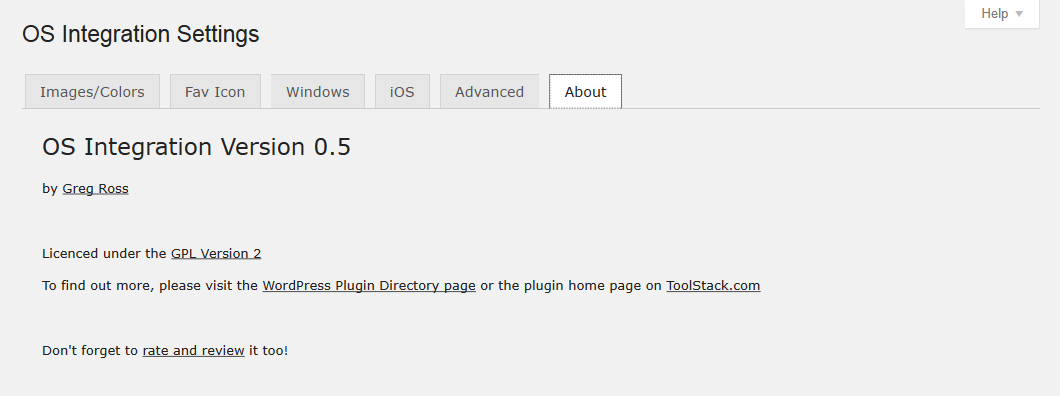 Help
OS Integration Settings
Images/Colors Fav Icon Windows iOS Advanced About
OS Integration Version 0.5
by Greg Ross
Licenced under the GPL Version 2
To find out more, please visit the WordPress Plugin Directory page or the plugin home page on ToolStack.com
Don't forget to rate and review it too!